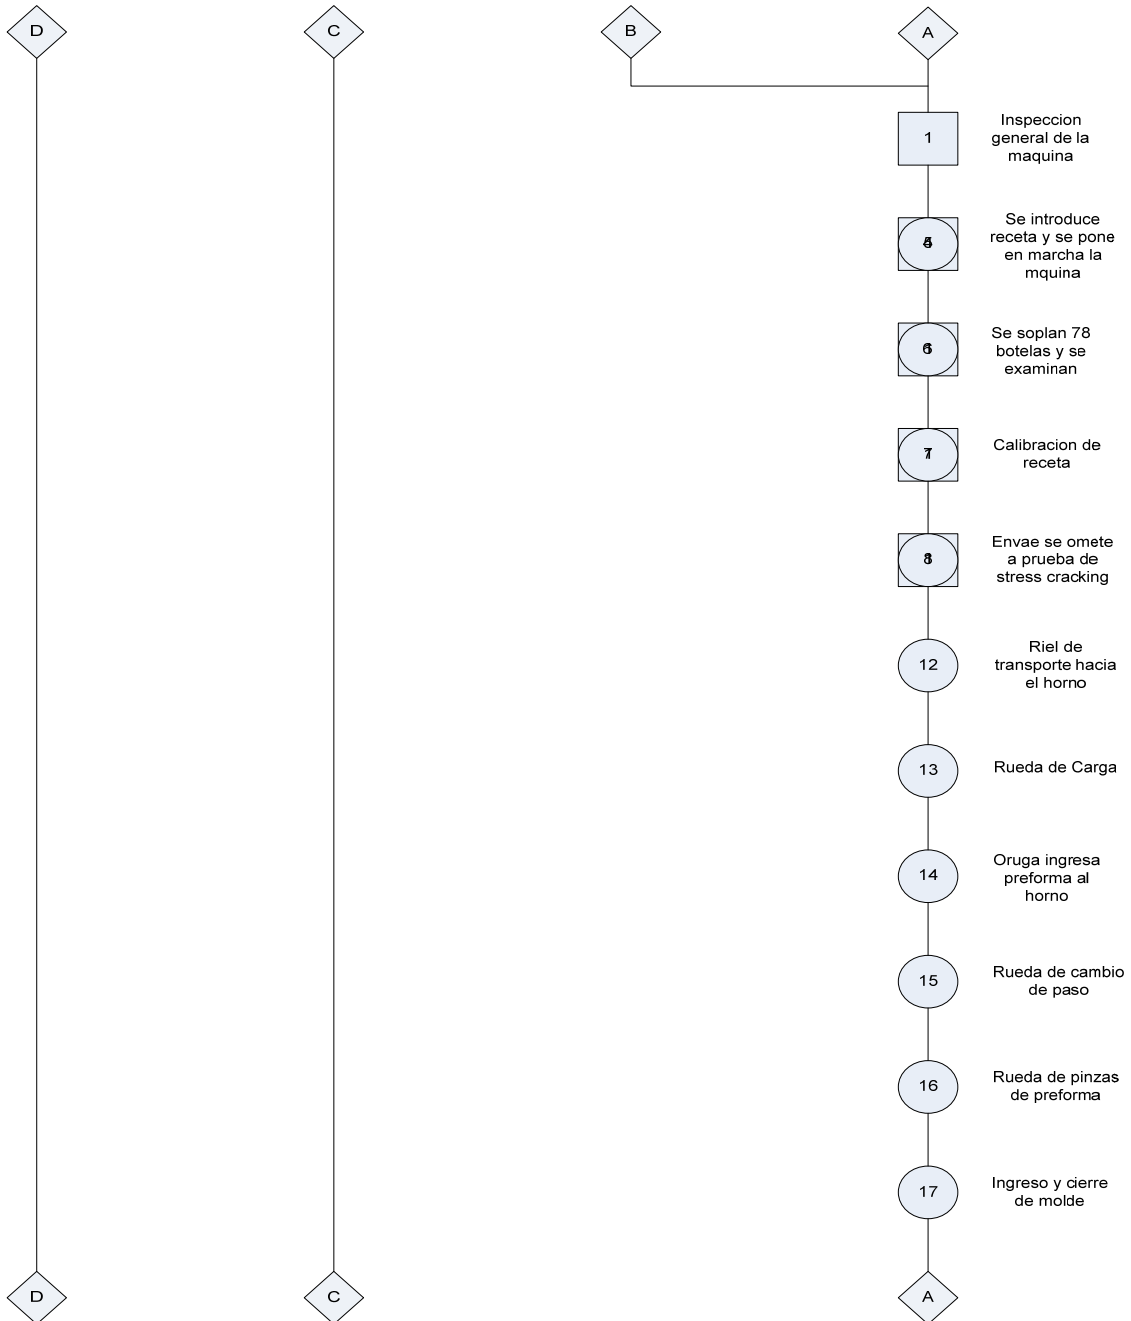 D
C
B
A
1
Inspeccion
general de la
maquina
Se introduce
receta y se pone
en marcha la
mquina
6
Se soplan 78
botelas y se
examinan
7
Calibracion de
receta
8
Envae se omete
a prueba de
stress cracking
12
Riel de
transporte hacia
el horno
13
Rueda de Carga
14
Oruga ingresa
preforma al
horno
15
Rueda de cambio
de paso
16
Rueda de pinzas
de preforma
17
Ingreso y cierre
de molde
D
C
A